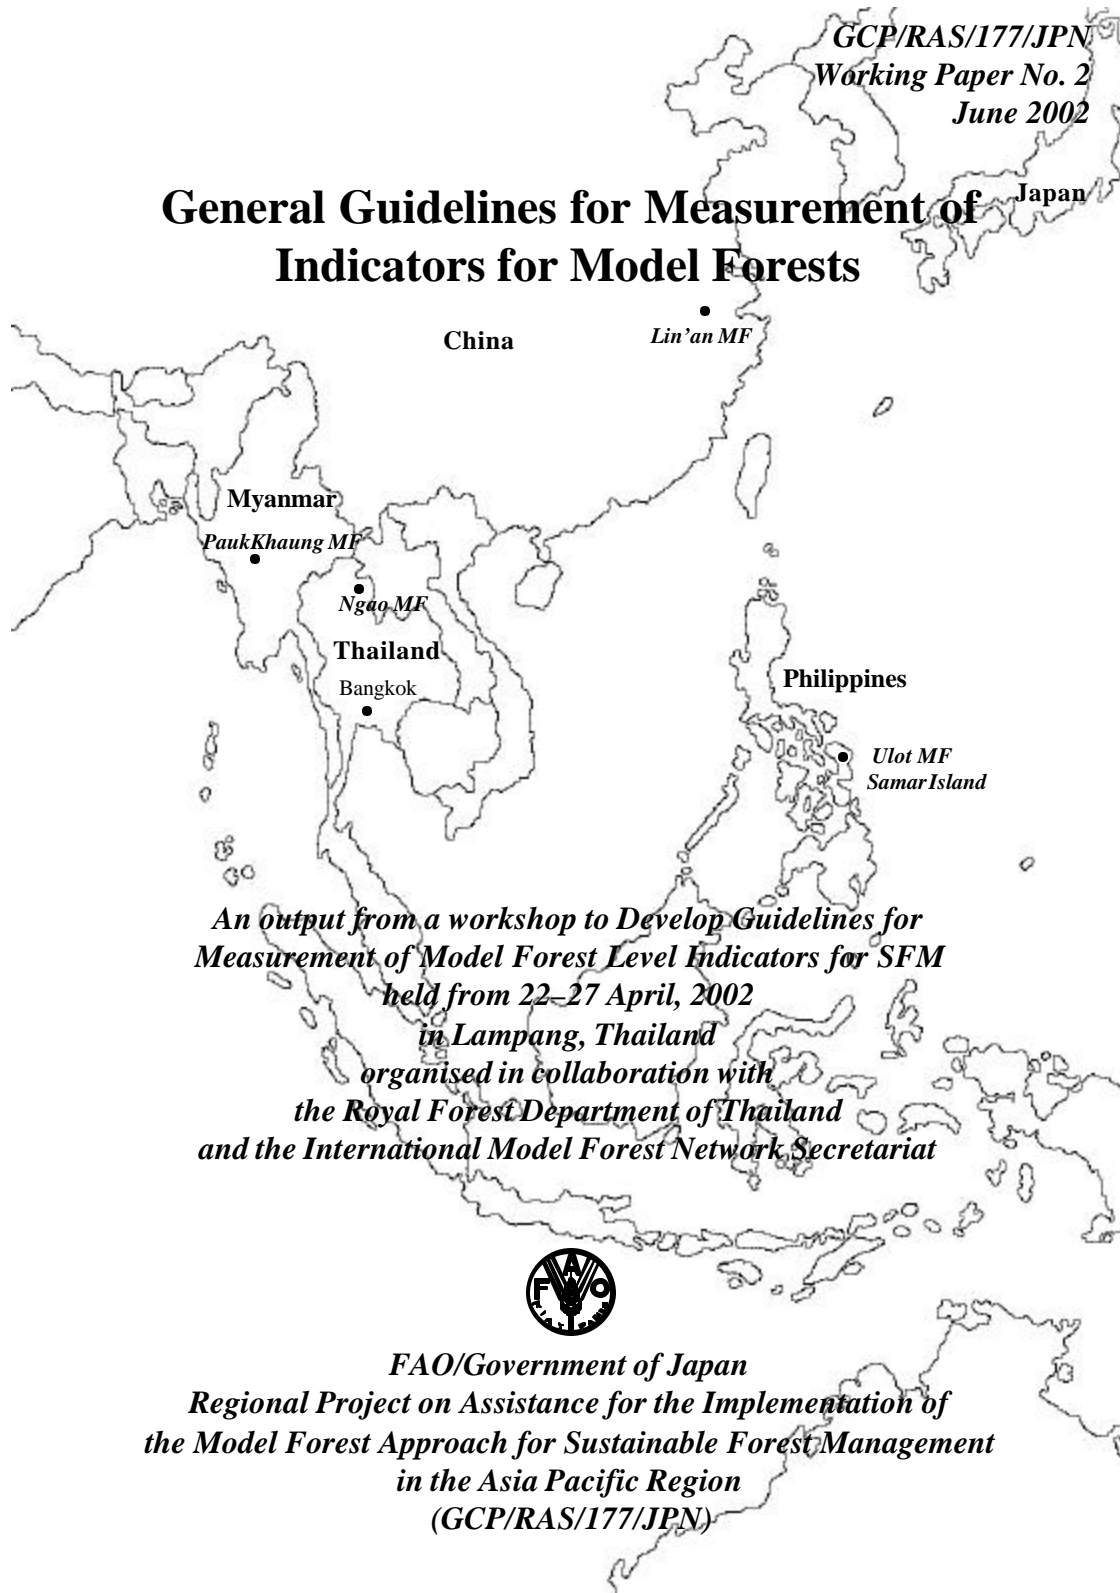 GCP/RAS/177/JPN
Working Paper No. 2
June 2002
General Guidelines for Measurement of
Indicators for Model Forests
Japan
China
Lin'an MF
Myanmar
PaukKhaung MF
Ngao MF
Thailand
Bangkok
Philippines
Ulot MF
Samar Island
An output from a workshop to Develop Guidelines for
Measurement of Model Forest Level Indicators for SFM
held from 22–27 April, 2002
in Lampang, Thailand
organised in collaboration with
the Royal Forest Department of Thailand
and the International Model Forest Network Secretariat
F A O
FAO/Government of Japan
Regional Project on Assistance for the Implementation of
the Model Forest Approach for Sustainable Forest Management
in the Asia Pacific Region
(GCP/RAS/177/JPN)